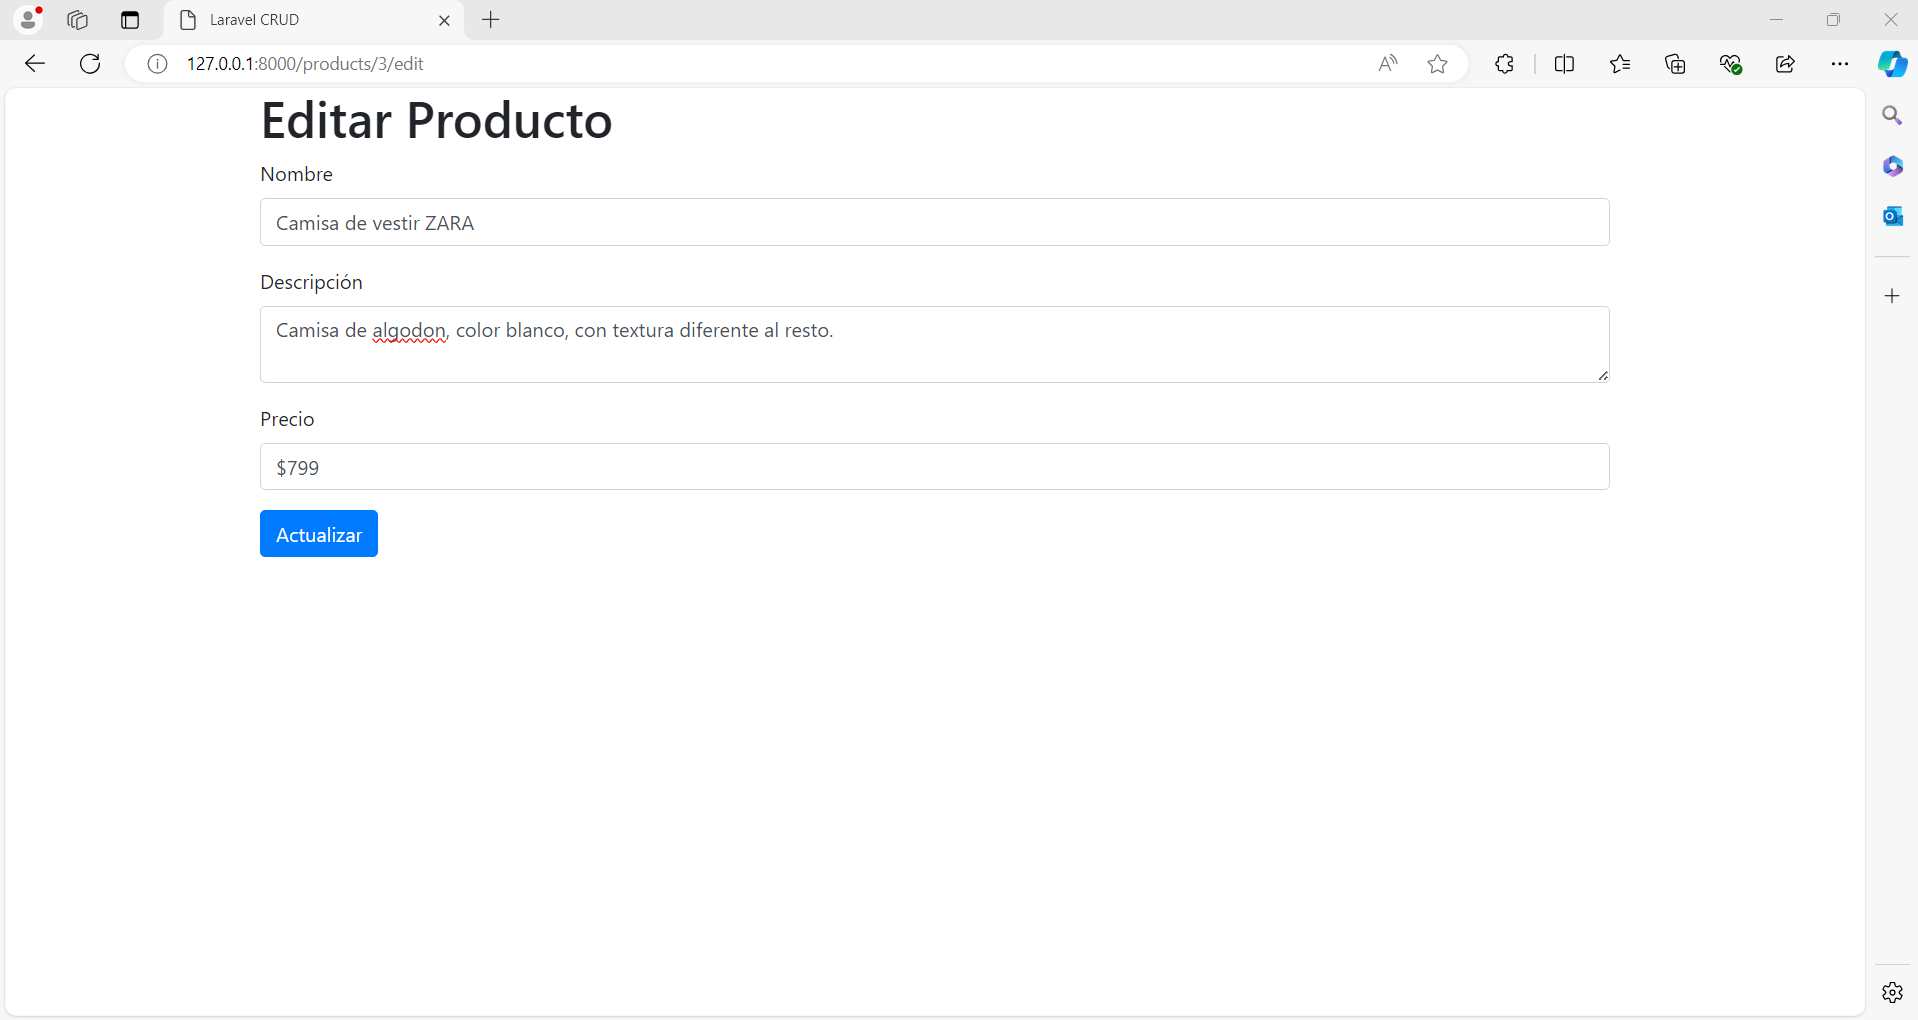 Laravel CRUD
127.0.0.1:8000/products/3/edit
Editar Producto
Nombre
Camisa de vestir ZARA
Descripción
Camisa de algodon, color blanco, con textura diferente al resto.
Precio
$799
Actualizar